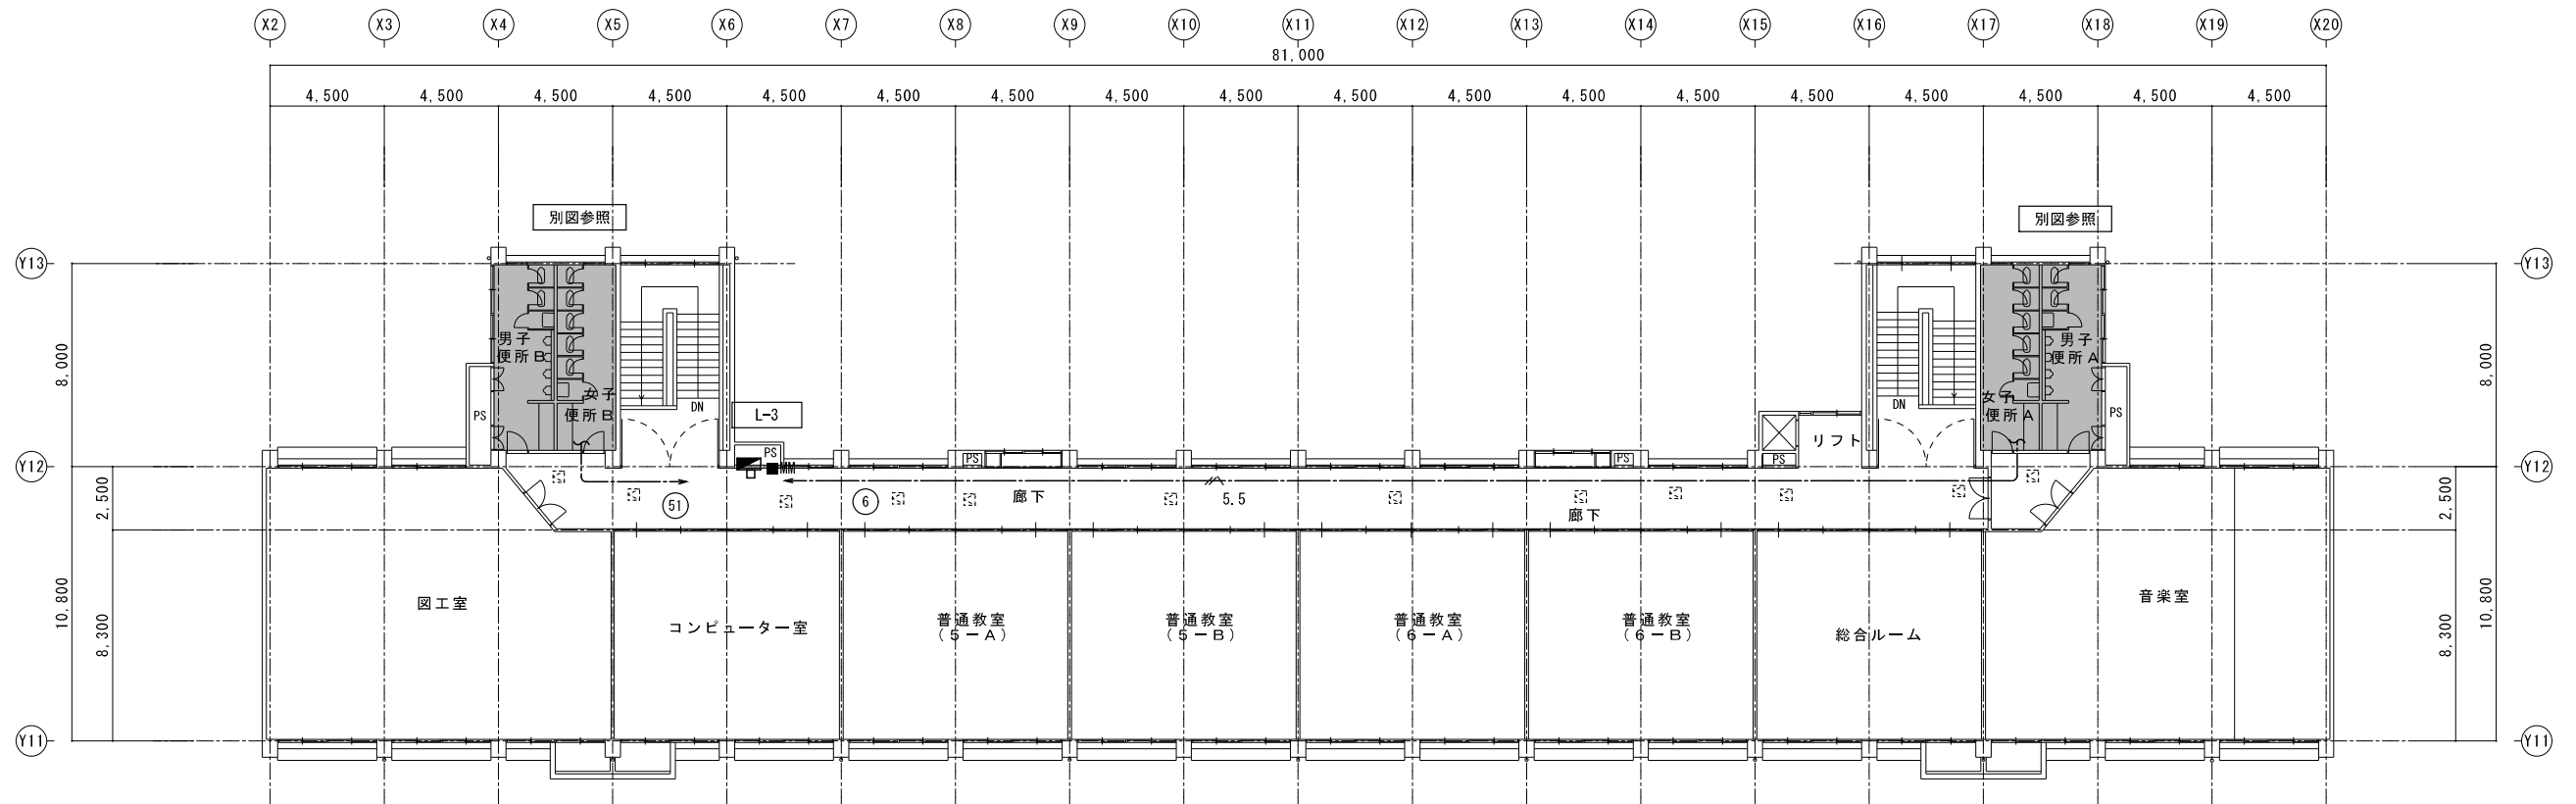 X2 X3 X4 X5 X6 X7 X8 X9 X10 X11 X12 X13 X14 X15 X16 X17 X18 X19 X20
81,000
4,500 4,500 4,500 4,500 4,500 4,500 4,500 4,500 4,500 4,500 4,500 4,500 4,500 4,500 4,500 4,500 4,500 4,500
別図参照 別図参照
Y13 Y13
男子
便所B
女子
便所B
男子
便所A
女子
便所A
8,000 8,000
PS DN L-3 DN PS
リフト
PS PS PS PS
Y12 MM Y12
2,500 51 6 廊下 5.5 廊下 2,500
10,800 10,800
8,300 8,300
図工室
コンピューター室
普通教室
(5-A)
普通教室
(5-B)
普通教室
(6-A)
普通教室
(6-B)
総合ルーム
音楽室
Y11 Y11